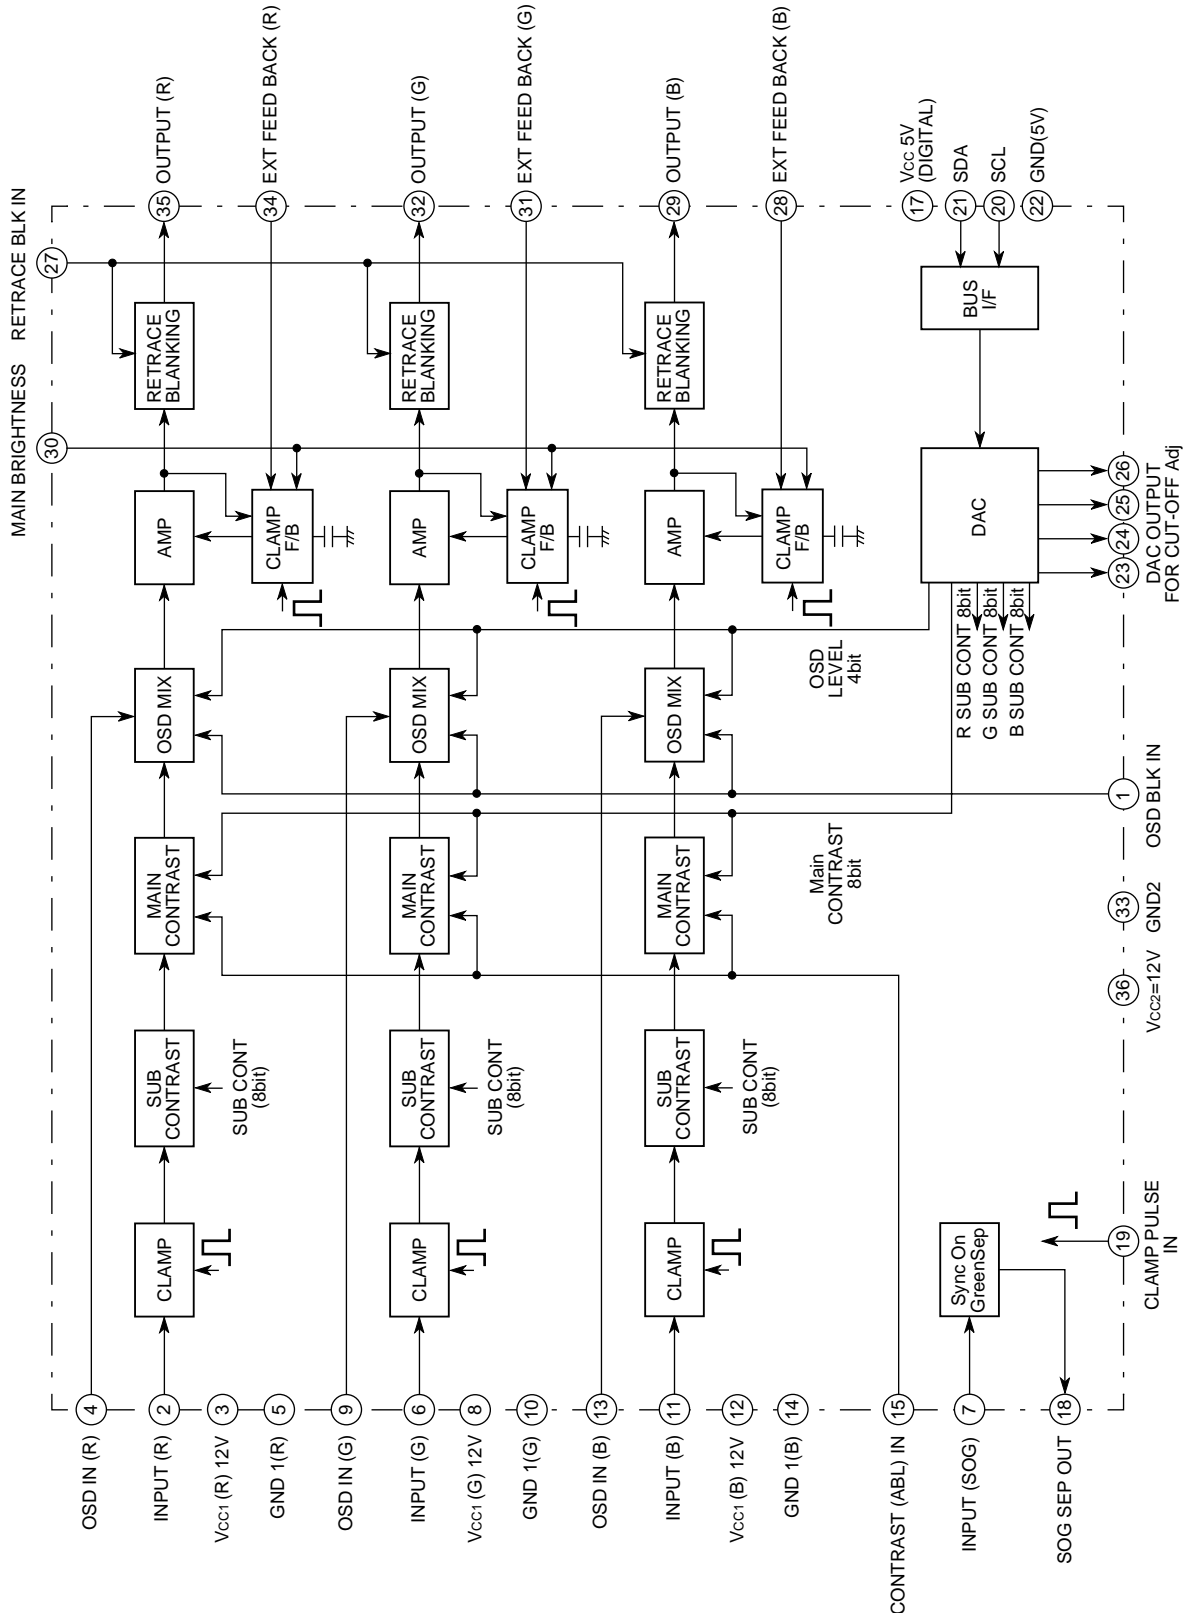 OSD IN (R)
4
INPUT (R)
2
VCC1 (R) 12V
3
GND 1(R)
5
OSD IN (G)
9
INPUT (G)
6
VCC1 (G) 12V
8
GND 1(G)
10
OSD IN (B)
13
INPUT (B)
11
VCC1 (B) 12V
12
GND 1(B)
14
CONTRAST (ABL) IN
15
INPUT (SOG)
7
SOG SEP OUT
18
CLAMP
SUB
CONTRAST
SUB CONT
(8bit)
MAIN
CONTRAST
OSD MIX
AMP
CLAMP
F/B
RETRACE
BLANKING
CLAMP
SUB
CONTRAST
SUB CONT
(8bit)
MAIN
CONTRAST
OSD MIX
AMP
CLAMP
F/B
RETRACE
BLANKING
CLAMP
SUB
CONTRAST
SUB CONT
(8bit)
MAIN
CONTRAST
OSD MIX
AMP
CLAMP
F/B
RETRACE
BLANKING
MAIN BRIGHTNESS
30
RETRACE BLK IN
27
35
OUTPUT (R)
34
EXT FEED BACK (R)
32
OUTPUT (G)
31
EXT FEED BACK (G)
29
OUTPUT (B)
28
EXT FEED BACK (B)
17
VCC 5V
(DIGITAL)
21
SDA
20
SCL
22
GND(5V)
BUS
I/F
DAC
OSD
LEVEL
4bit
Main
CONTRAST
8bit
R SUB CONT 8bit
G SUB CONT 8bit
B SUB CONT 8bit
Sync On
GreenSep
19
CLAMP PULSE
IN
36
VCC2=12V
33
GND2
1
OSD BLK IN
23
24
25
26
DAC OUTPUT
FOR CUT-OFF Adj